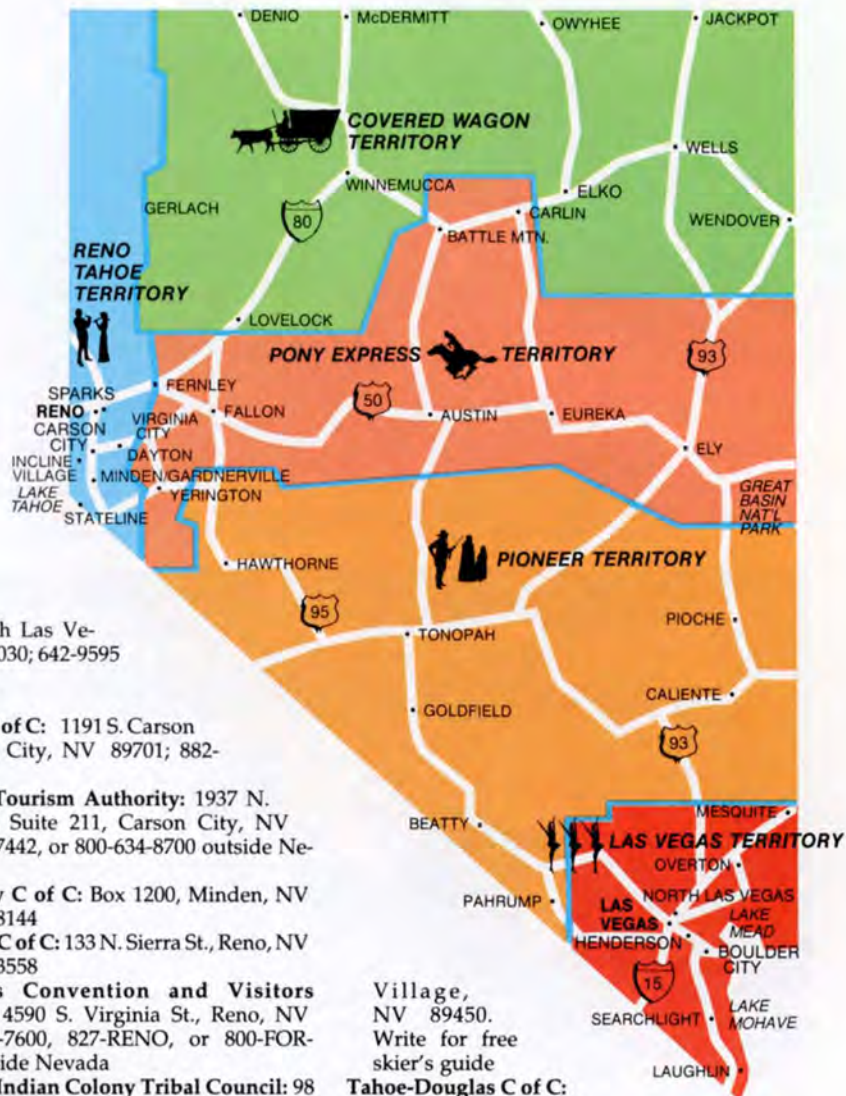 DENIO
McDERMITT
OWYHEE
JACKPOT
COVERED WAGON
TERRITORY
WELLS
WINNEMUCCA
ELKO
GERLACH
CARLIN
WENDOVER
80
BATTLE MTN.
RENO
TAHOE
TERRITORY
LOVELOCK
PONY EXPRESS TERRITORY
93
SPARKS
FERNLEY
RENO
FALLON
50
AUSTIN
EUREKA
CARSON
CITY
VIRGINIA
CITY
DAYTON
ELY
INCLINE
VILLAGE
MINDEN/GARDNERVILLE
YERINGTON
LAKE
TAHOE
STATELINE
GREAT
BASIN
NAT'L
PARK
HAWTHORNE
PIONEER TERRITORY
95
TONOPAH
PIOCHE
GOLDFIELD
CALIENTE
93
BEATTY
MESQUITE
LAS VEGAS TERRITORY
OVERTON
PAHRUMP
NORTH LAS VEGAS
LAS
VEGAS
LAKE
MEAD
HENDERSON
BOULDER
CITY
15
SEARCHLIGHT
LAKE
MOHAVE
LAUGHLIN
h Las Ve-
030; 642-9595
of C: 1191 S. Carson
City, NV 89701; 882-
Tourism Authority: 1937 N.
Suite 211, Carson City, NV
7442, or 800-634-8700 outside Ne-
y C of C: Box 1200, Minden, NV
8144
C of C: 133 N. Sierra St., Reno, NV
3558
s Convention and Visitors
4590 S. Virginia St., Reno, NV
-7600, 827-RENO, or 800-FOR-
ide Nevada
Indian Colony Tribal Council: 98
Village,
NV 89450.
Write for free
skier's guide
Tahoe-Douglas C of C: